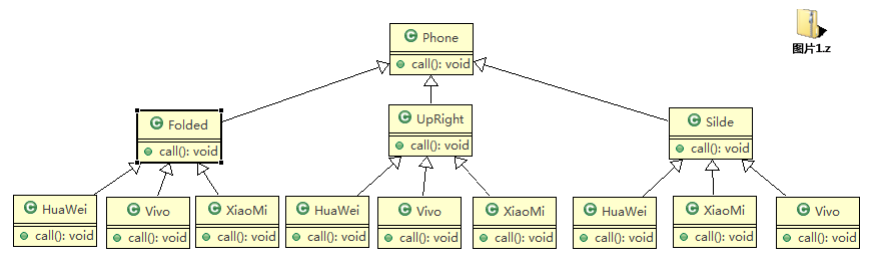 Phone
call(): void
图片1.z
Folded
call(): void
UpRight
call(): void
Silde
call(): void
HuaWei
call(): void
Vivo
call(): void
XiaoMi
call(): void
HuaWei
call(): void
Vivo
call(): void
XiaoMi
call(): void
HuaWei
call(): void
XiaoMi
call(): void
Vivo
call(): void